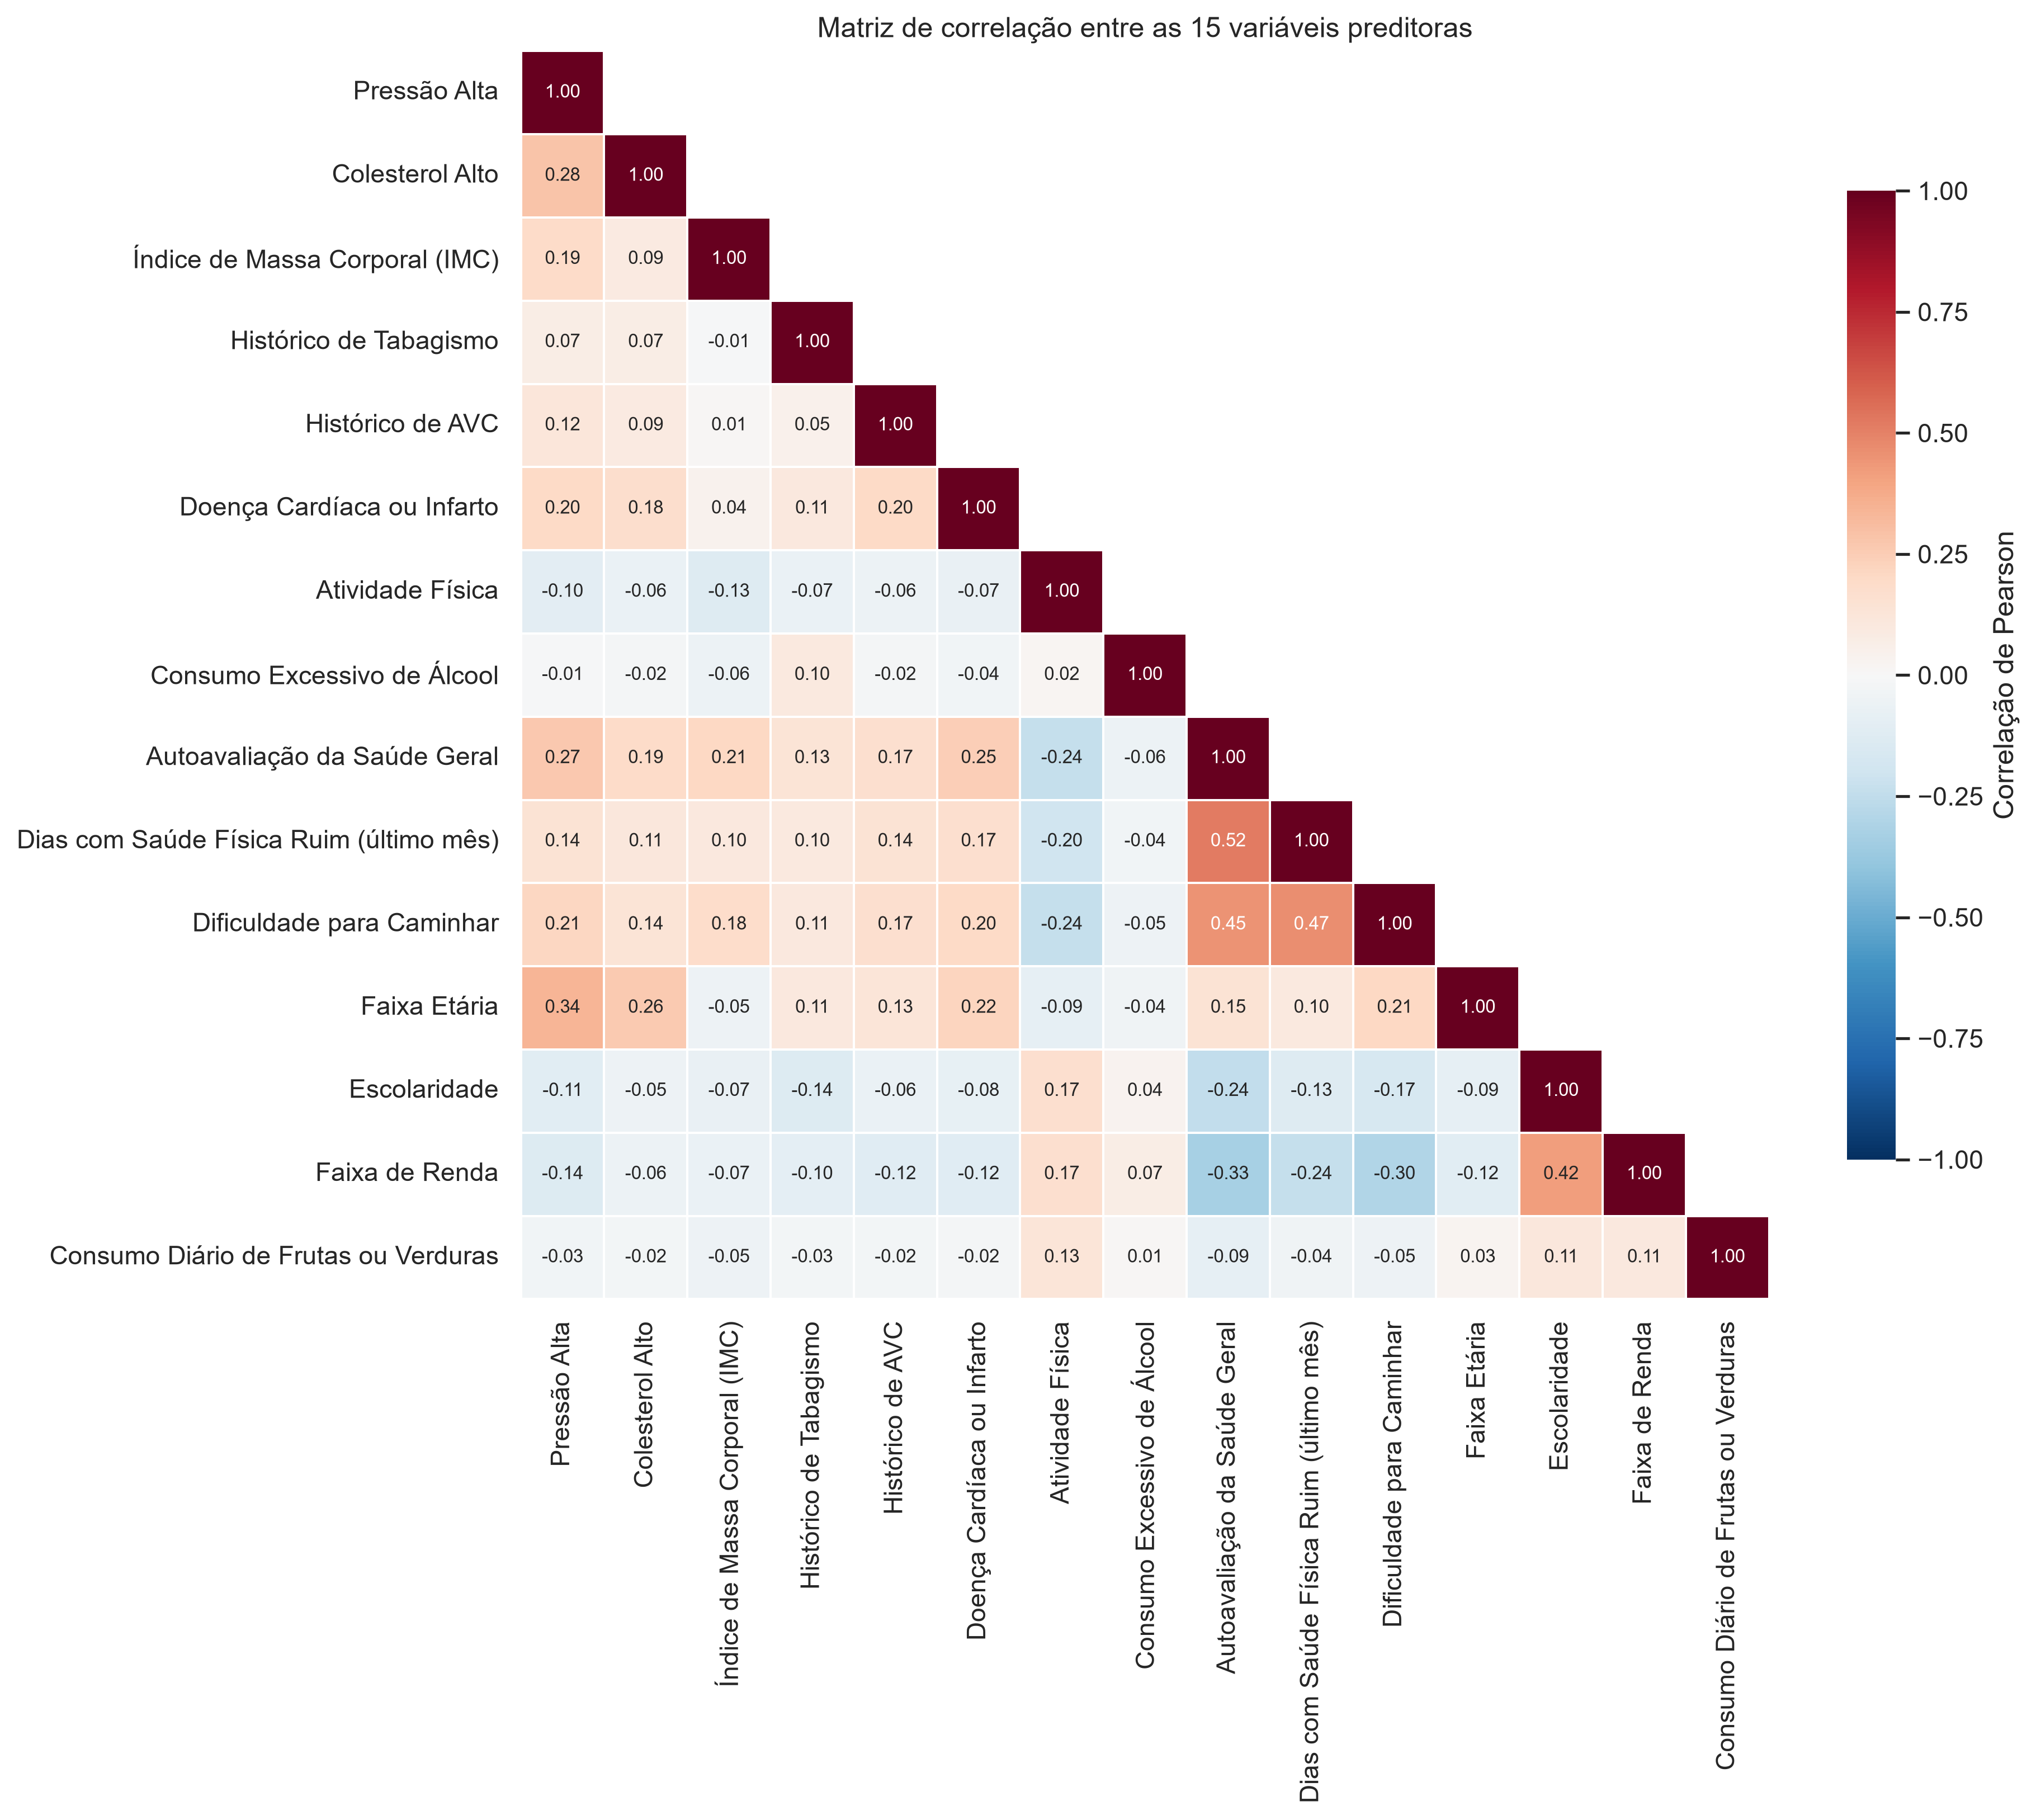 Matriz de correlação entre as 15 variáveis preditoras
Pressão Alta 1.00
Colesterol Alto 0.28 1.00
Índice de Massa Corporal (IMC) 0.19 0.09 1.00
Histórico de Tabagismo 0.07 0.07 -0.01 1.00
Histórico de AVC 0.12 0.09 0.01 0.05 1.00
Doença Cardíaca ou Infarto 0.20 0.18 0.04 0.11 0.20 1.00
Atividade Física -0.10 -0.06 -0.13 -0.07 -0.06 -0.07 1.00
Consumo Excessivo de Álcool -0.01 -0.02 -0.06 0.10 -0.02 -0.04 0.02 1.00
Autoavaliação da Saúde Geral 0.27 0.19 0.21 0.13 0.17 0.25 -0.24 -0.06 1.00
Dias com Saúde Física Ruim (último mês) 0.14 0.11 0.10 0.10 0.14 0.17 -0.20 -0.04 0.52 1.00
Dificuldade para Caminhar 0.21 0.14 0.18 0.11 0.17 0.20 -0.24 -0.05 0.45 0.47 1.00
Faixa Etária 0.34 0.26 -0.05 0.11 0.13 0.22 -0.09 -0.04 0.15 0.10 0.21 1.00
Escolaridade -0.11 -0.05 -0.07 -0.14 -0.06 -0.08 0.17 0.04 -0.24 -0.13 -0.17 -0.09 1.00
Faixa de Renda -0.14 -0.06 -0.07 -0.10 -0.12 -0.12 0.17 0.07 -0.33 -0.24 -0.30 -0.12 0.42 1.00
Consumo Diário de Frutas ou Verduras -0.03 -0.02 -0.05 -0.03 -0.02 -0.02 0.13 0.01 -0.09 -0.04 -0.05 0.03 0.11 0.11 1.00
Pressão Alta
Colesterol Alto
Índice de Massa Corporal (IMC)
Histórico de Tabagismo
Histórico de AVC
Doença Cardíaca ou Infarto
Atividade Física
Consumo Excessivo de Álcool
Autoavaliação da Saúde Geral
Dias com Saúde Física Ruim (último mês)
Dificuldade para Caminhar
Faixa Etária
Escolaridade
Faixa de Renda
Consumo Diário de Frutas ou Verduras
1.00
0.75
0.50
0.25
0.00
−0.25
−0.50
−0.75
−1.00
Correlação de Pearson